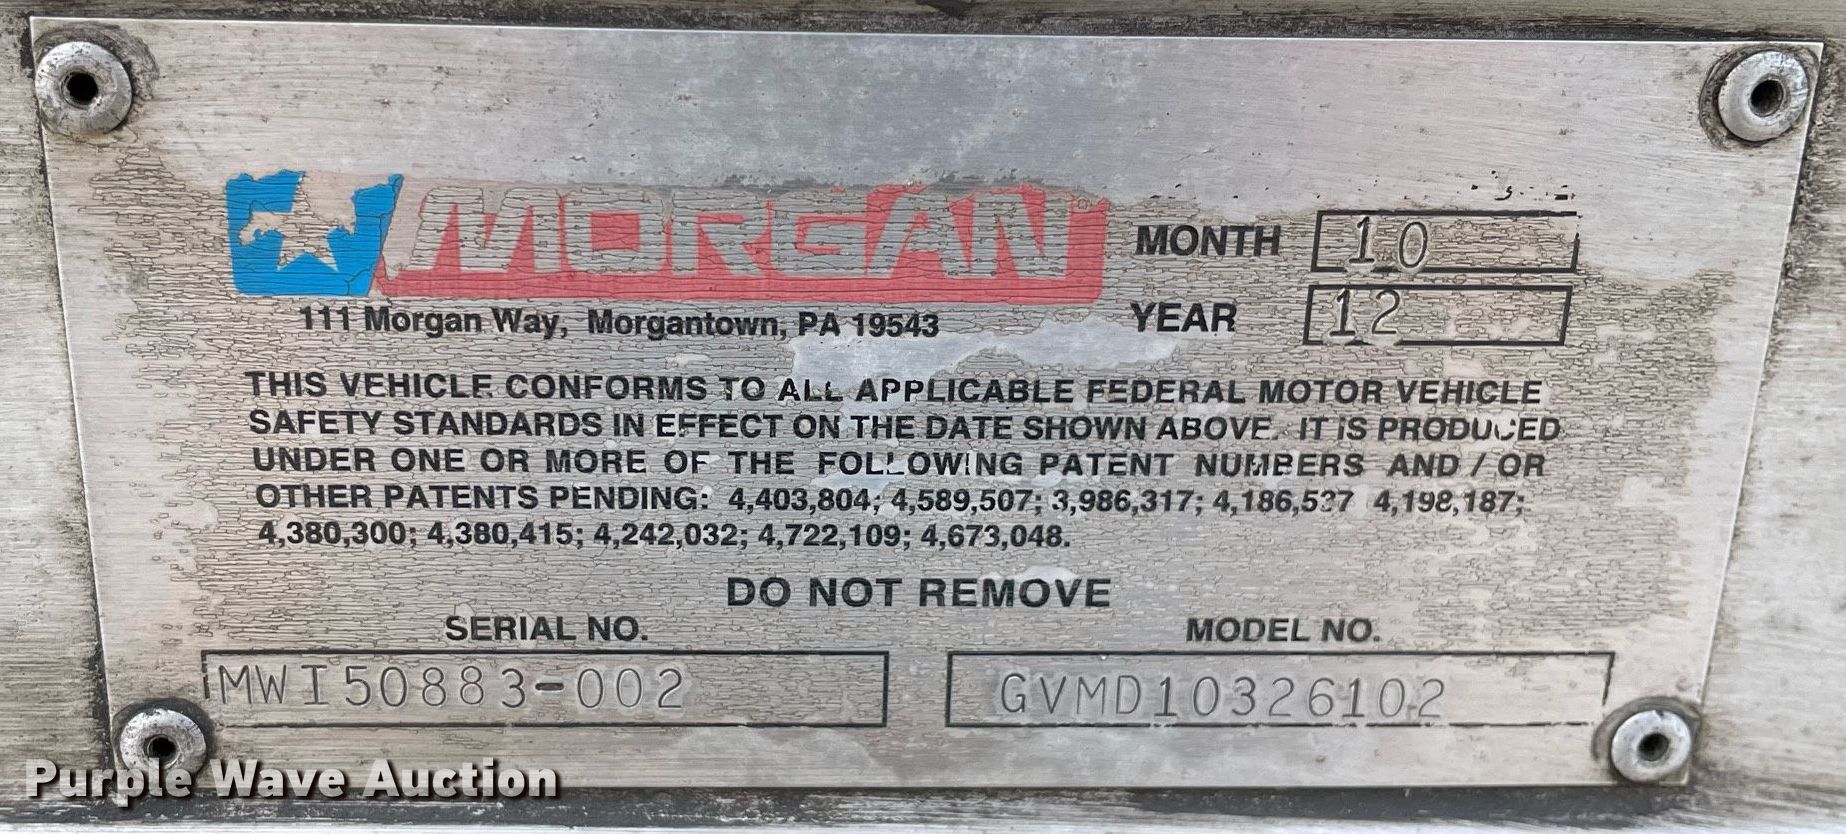 MORGAN
MONTH 10
111 Morgan Way, Morgantown, PA 19543
YEAR 12
THIS VEHICLE CONFORMS TO ALL APPLICABLE FEDERAL MOTOR VEHICLE
SAFETY STANDARDS IN EFFECT ON THE DATE SHOWN ABOVE. IT IS PRODUCED
UNDER ONE OR MORE OF THE FOLLOWING PATENT NUMBERS AND / OR
OTHER PATENTS PENDING: 4,403,804; 4,589,507; 3,986,317; 4,186,537 4,198,187;
4,380,300; 4,380,415; 4,242,032; 4,722,109; 4,673,048.
DO NOT REMOVE
SERIAL NO. MODEL NO.
MWI50883-002 GVMD10326102
Purple Wave Auction